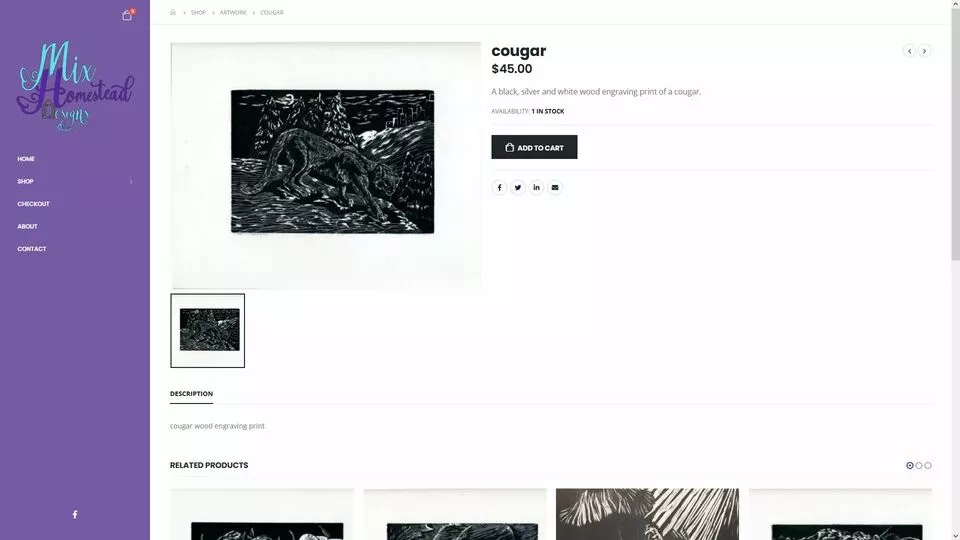 0
Mix
Homestead
Designs
HOME
SHOP
CHECKOUT
ABOUT
CONTACT
SHOP
ARTWORK
COUGAR
cougar
$45.00
A black, silver and white wood engraving print of a cougar.
AVAILABILITY: 1 IN STOCK
ADD TO CART
DESCRIPTION
cougar wood engraving print
RELATED PRODUCTS